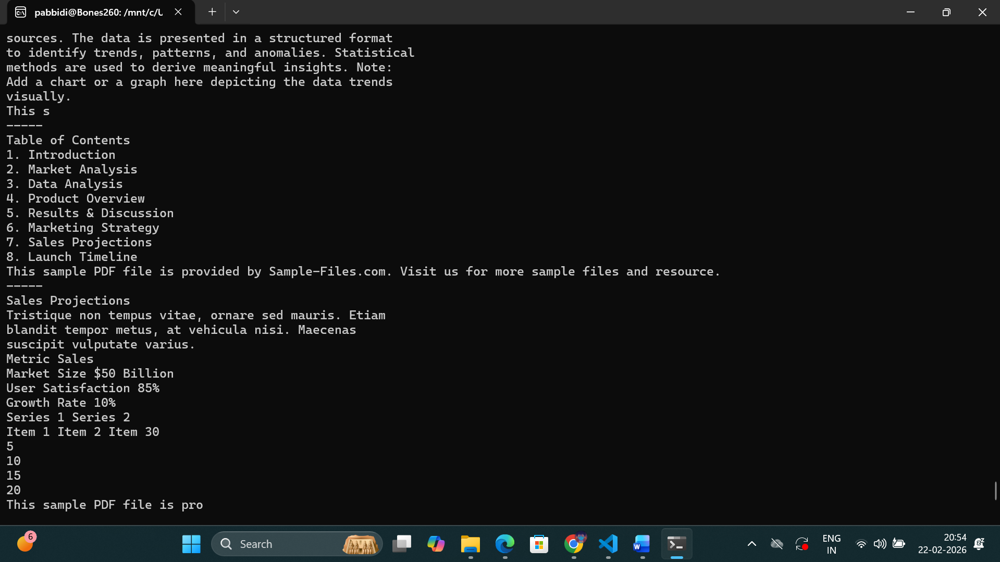 pabbidi@Bones260: /mnt/c/U
sources. The data is presented in a structured format
to identify trends, patterns, and anomalies. Statistical
methods are used to derive meaningful insights. Note:
Add a chart or a graph here depicting the data trends
visually.
This s
-----
Table of Contents
1. Introduction
2. Market Analysis
3. Data Analysis
4. Product Overview
5. Results & Discussion
6. Marketing Strategy
7. Sales Projections
8. Launch Timeline
This sample PDF file is provided by Sample-Files.com. Visit us for more sample files and resource.
-----
Sales Projections
Tristique non tempus vitae, ornare sed mauris. Etiam
blandit tempor metus, at vehicula nisi. Maecenas
suscipit vulputate varius.
Metric Sales
Market Size $50 Billion
User Satisfaction 85%
Growth Rate 10%
Series 1 Series 2
Item 1 Item 2 Item 30
5
10
15
20
This sample PDF file is pro
6
Search
ENG
IN
20:54
22-02-2026